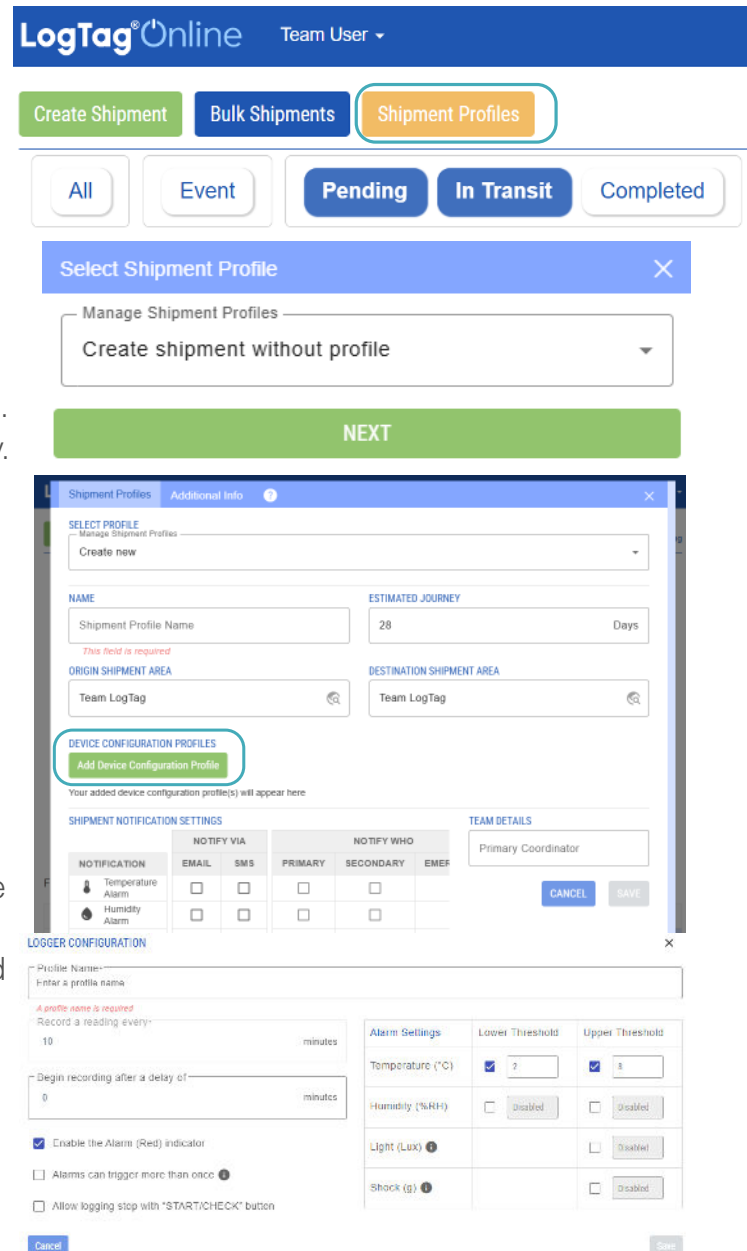 LogTag®Online Team User
Create Shipment Bulk Shipments Shipment Profiles
All Event Pending In Transit Completed
Select Shipment Profile
Manage Shipment Profiles
Create shipment without profile
NEXT
Shipment Profiles Additional Info ?
SELECT PROFILE
Manage Shipment Profiles
Create new
NAME ESTIMATED JOURNEY
Shipment Profile Name 28 Days
This field is required
ORIGIN SHIPMENT AREA DESTINATION SHIPMENT AREA
Team LogTag Team LogTag
DEVICE CONFIGURATION PROFILES
Add Device Configuration Profile
Your added device configuration profile(s) will appear here
SHIPMENT NOTIFICATION SETTINGS TEAM DETAILS
NOTIFY VIA NOTIFY WHO
Primary Coordinator
NOTIFICATION EMAIL SMS PRIMARY SECONDARY EMER
Temperature Alarm
Humidity Alarm
CANCEL SAVE
LOGGER CONFIGURATION
Profile Name*
Enter a profile name
A profile name is required
Record a reading every*
10 minutes
Begin recording after a delay of
0 minutes
Enable the Alarm (Red) indicator
Alarms can trigger more than once
Allow logging stop with "START/CHECK" button
Alarm Settings Lower Threshold Upper Threshold
Temperature (°C) 2 8
Humidity (%RH) Disabled Disabled
Light (Lux) Disabled
Shock (g) Disabled
Cancel Save